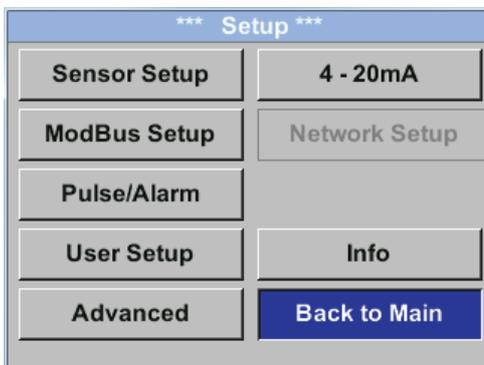 *** Setup ***
Sensor Setup
4 - 20mA
ModBus Setup
Network Setup
Pulse/Alarm
User Setup
Info
Advanced
Back to Main